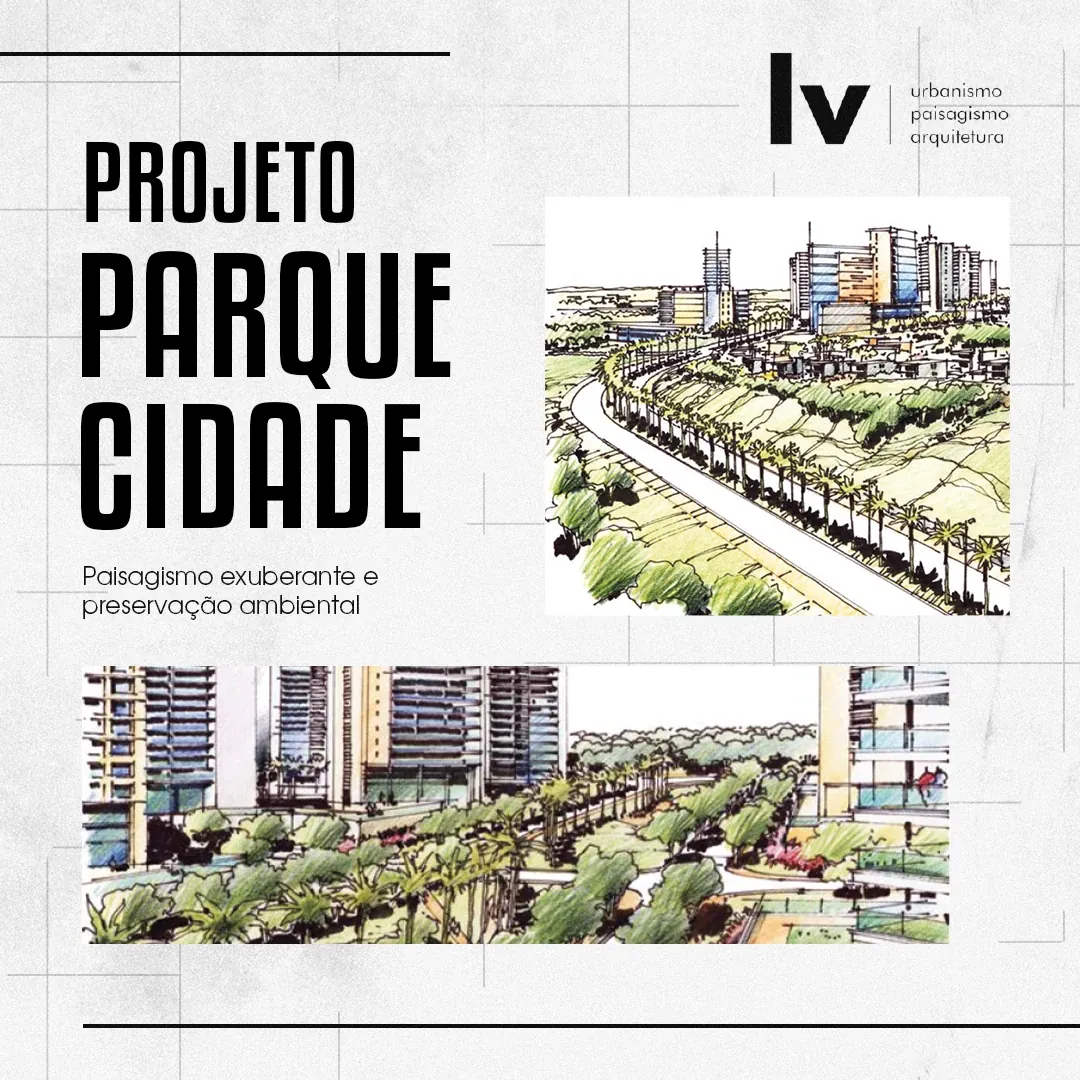 lv
urbanismo
paisagismo
arquitetura
PROJETO
PARQUE
CIDADE
Paisagismo exuberante e
preservação ambiental